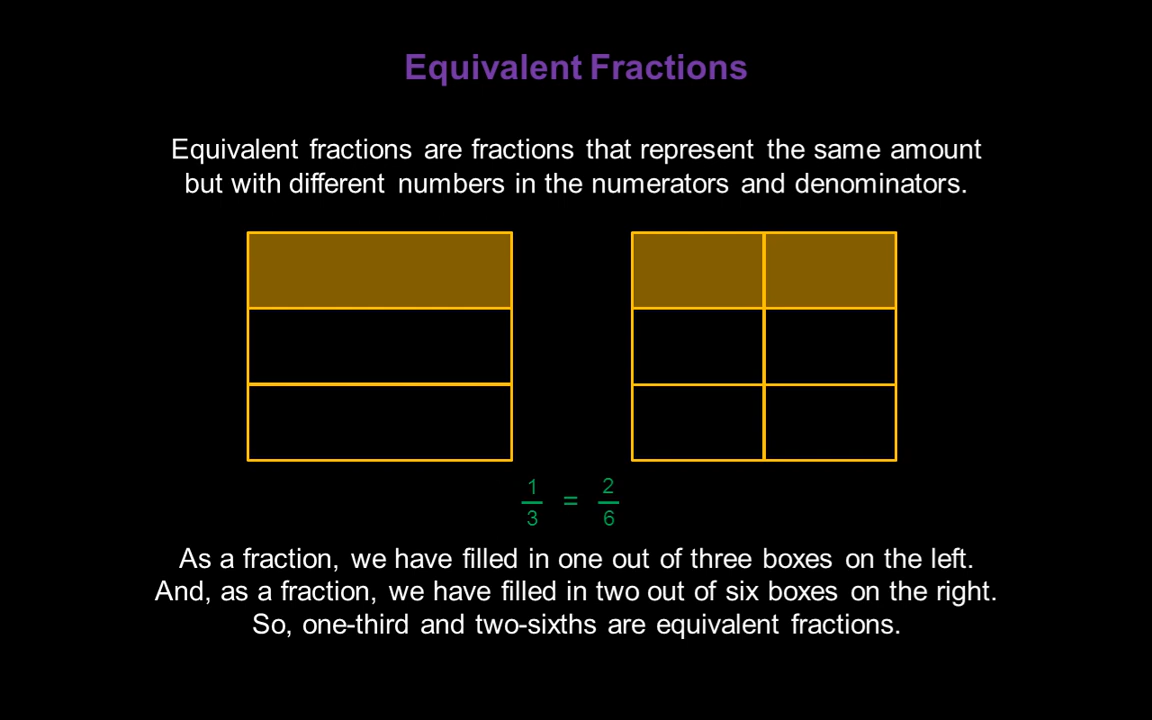 Equivalent Fractions
Equivalent fractions are fractions that represent the same amount
but with different numbers in the numerators and denominators.
1/3 = 2/6
As a fraction, we have filled in one out of three boxes on the left.
And, as a fraction, we have filled in two out of six boxes on the right.
So, one-third and two-sixths are equivalent fractions.